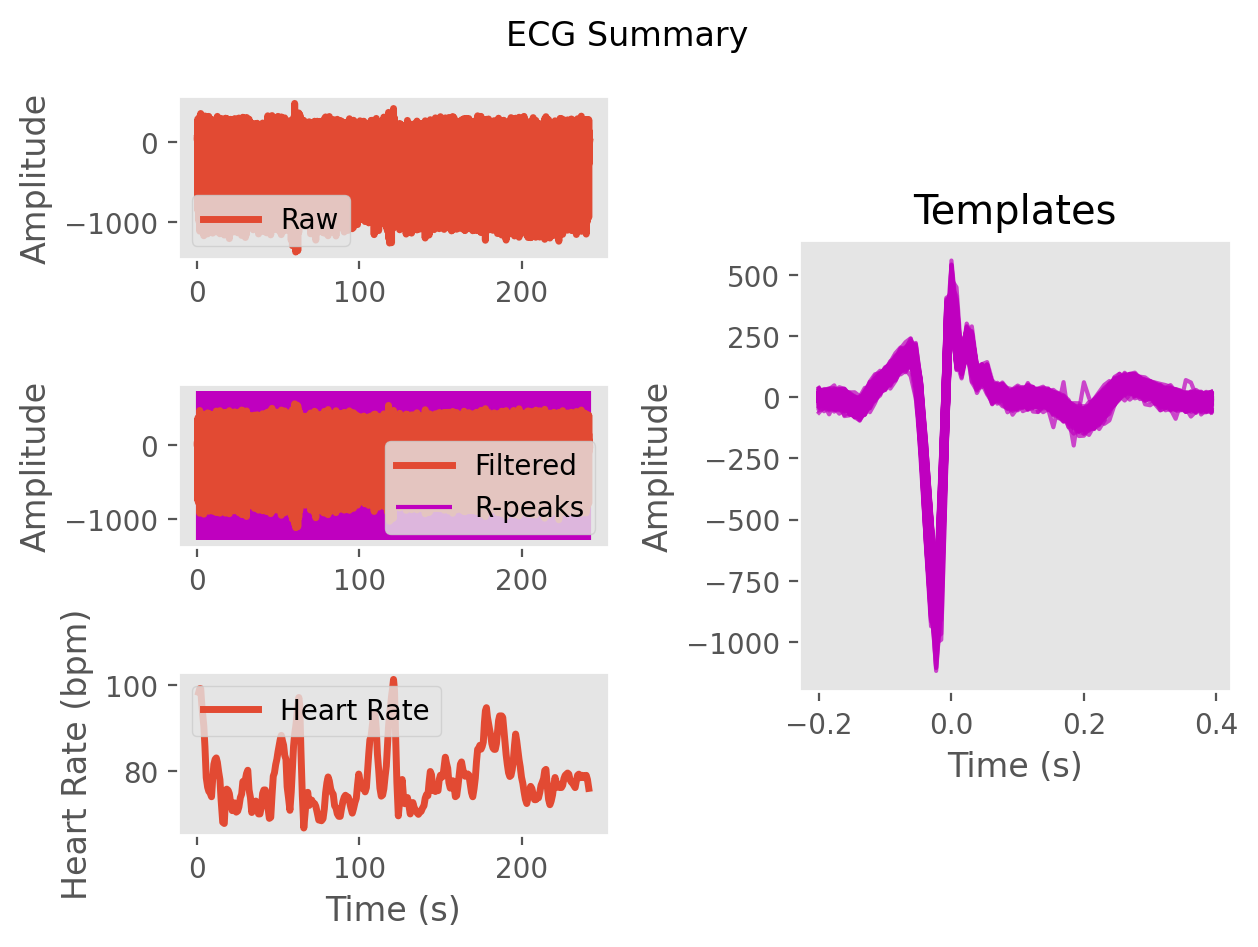 ECG Summary
Amplitude
0
−1000
Raw
0 100 200
Amplitude
0
−1000
Filtered
R-peaks
0 100 200
Heart Rate (bpm)
100
80
Heart Rate
0 100 200
Time (s)
Templates
Amplitude
500
250
0
−250
−500
−750
−1000
−0.2 0.0 0.2 0.4
Time (s)